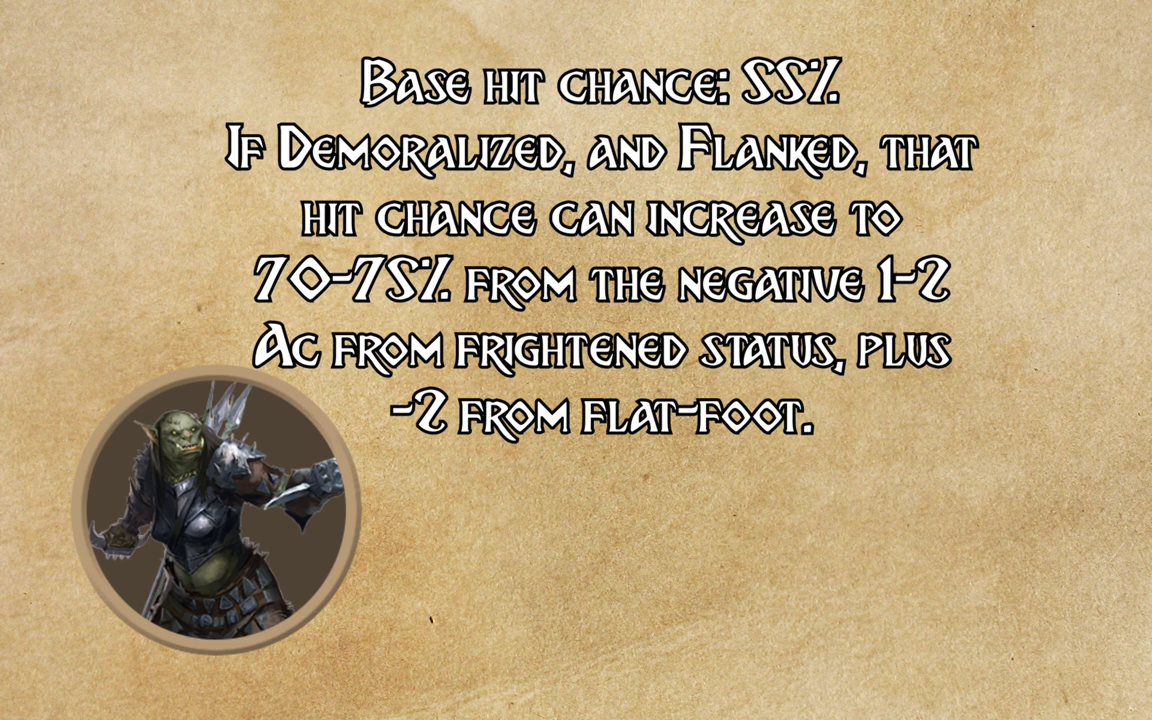 Base hit chance: 55%
If Demoralized, and Flanked, that
hit chance can increase to
70-75% from the negative 1-2
Ac from frightened status, plus
-2 from flat-foot.